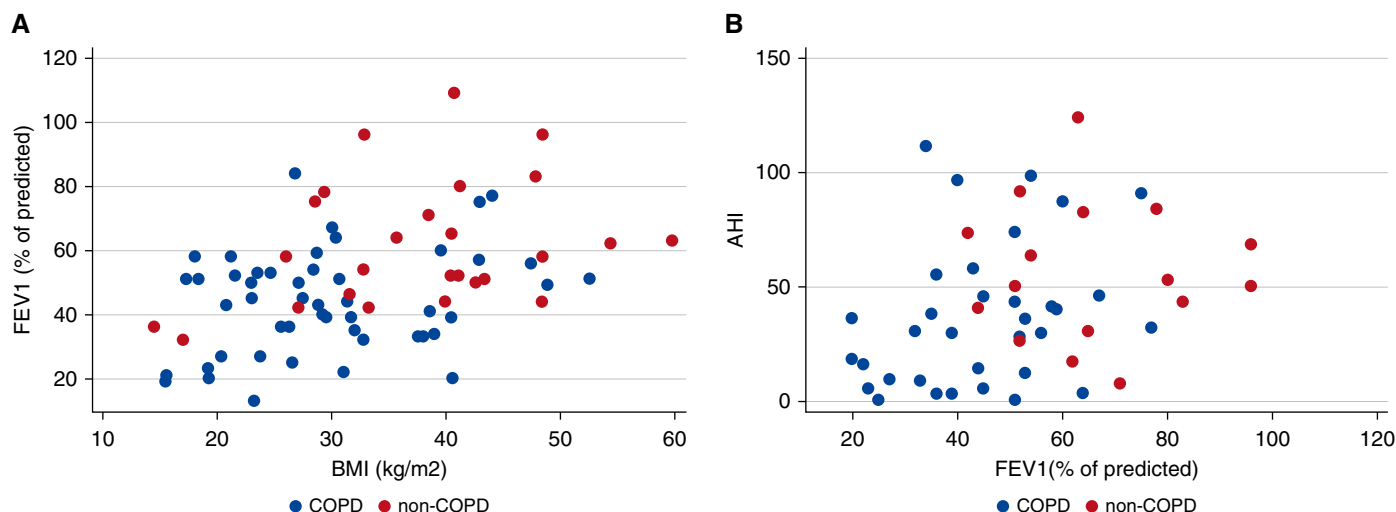 A
FEV1 (% of predicted)
120
100
80
60
40
20
10 20 30 40 50 60
BMI (kg/m2)
COPD non-COPD
B
AHI
150
100
50
0
20 40 60 80 100 120
FEV1(% of predicted)
COPD non-COPD